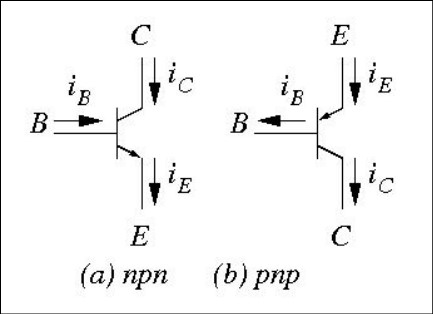 C E
i_B i_C i_B i_E
B B
i_E i_C
E C
(a) npn (b) pnp